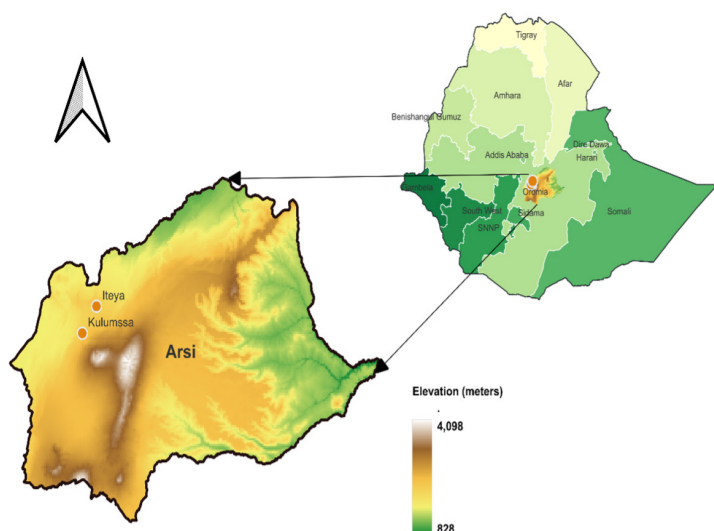 Tigray
Afar
Amhara
Benishangul Gumuz
Dire Dawa
Addis Ababa
Harari
Gambela
Oromia
South West
Sidama
Somali
SNNP
Iteya
Kulumssa
Arsi
Elevation (meters)
4,098
828